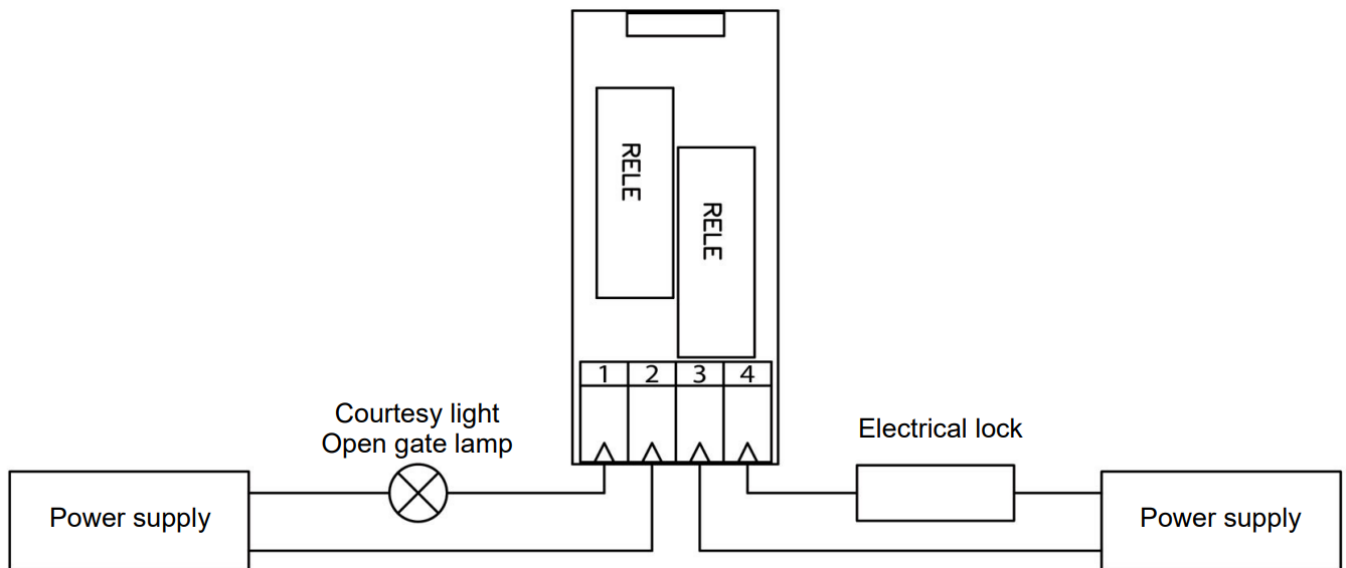 RELE
RELE
1 2 3 4
Courtesy light
Open gate lamp
Electrical lock
Power supply
Power supply